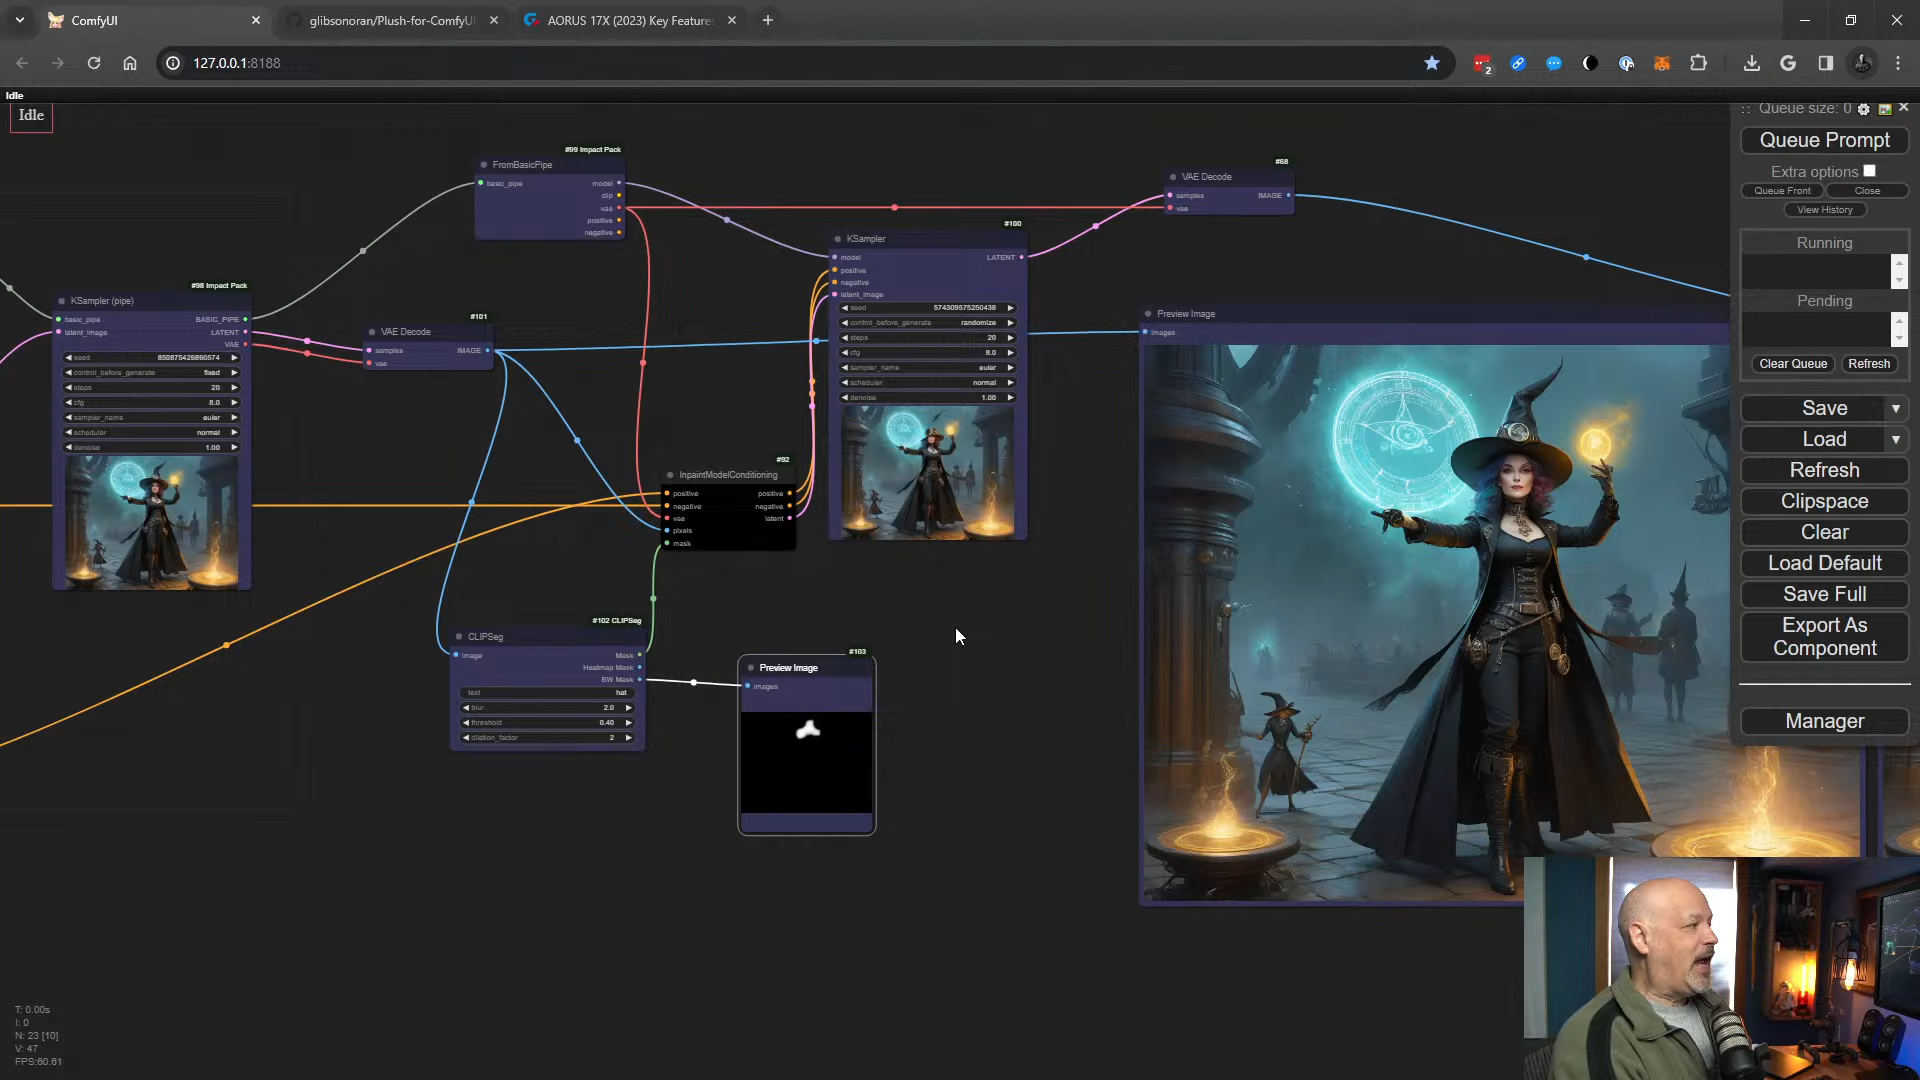 ComfyUI
glibsonoran/Plush-for-ComfyUI
AORUS 17X (2023) Key Feature
127.0.0.1:8188
2
Idle
Idle
Queue size: 0
Queue Prompt
Extra options
Queue Front
Close
View History
Running
Pending
Clear Queue
Refresh
Save
Load
Refresh
Clipspace
Clear
Load Default
Save Full
Export As
Component
Manager
#99 Impact Pack
FromBasicPipe
basic_pipe
model
clip
vae
positive
negative
#68
VAE Decode
samples
IMAGE
vae
#100
KSampler
model
LATENT
positive
negative
latent_image
seed
574309575250438
control_before_generate
randomize
steps
20
cfg
8.0
sampler_name
euler
scheduler
normal
denoise
1.00
#98 Impact Pack
KSampler (pipe)
basic_pipe
BASIC_PIPE
latent_image
LATENT
VAE
seed
850875426860574
control_before_generate
fixed
steps
20
cfg
8.0
sampler_name
euler
scheduler
normal
denoise
1.00
#101
VAE Decode
samples
IMAGE
vae
Preview Image
images
#92
InpaintModelConditioning
positive
positive
negative
negative
vae
latent
pixels
mask
#102 CLIPSeg
CLIPSeg
image
Mask
Heatmap Mask
BW Mask
text
hat
blur
2.0
threshold
0.40
dilation_factor
2
#103
Preview Image
images
T: 0.00s
I: 0
N: 23 [10]
V: 47
FPS:60.61